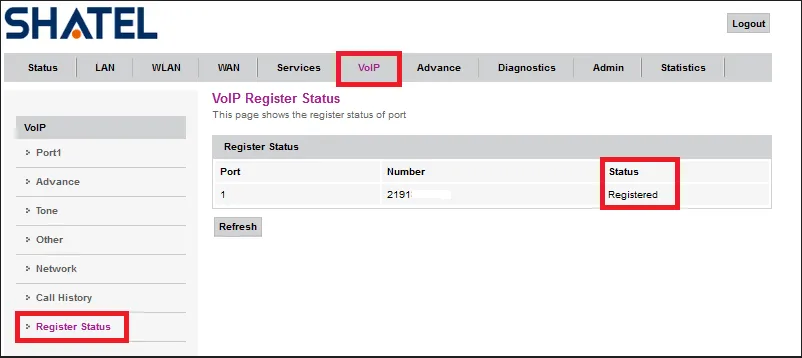 SHATEL
Logout
Status LAN WLAN WAN Services VoIP Advance Diagnostics Admin Statistics
VoIP
Port1
Advance
Tone
Other
Network
Call History
Register Status
VoIP Register Status
This page shows the register status of port
Register Status
Port Number Status
1 2191 Registered
Refresh